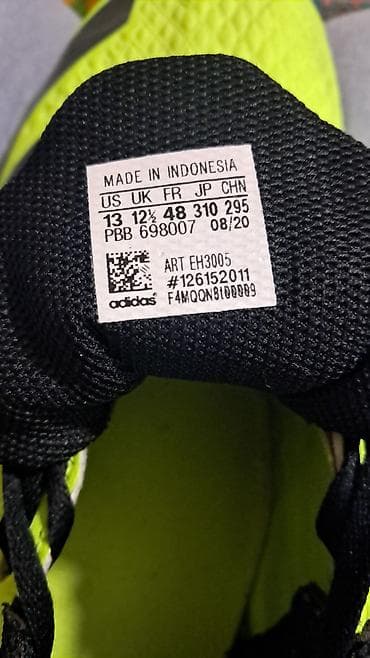 MADE IN INDONESIA
US UK FR JP CHN
13 12½ 48 310 295
PBB 698007 08/20
ART EH3005
#126152011
adidas F4MQQN8100009